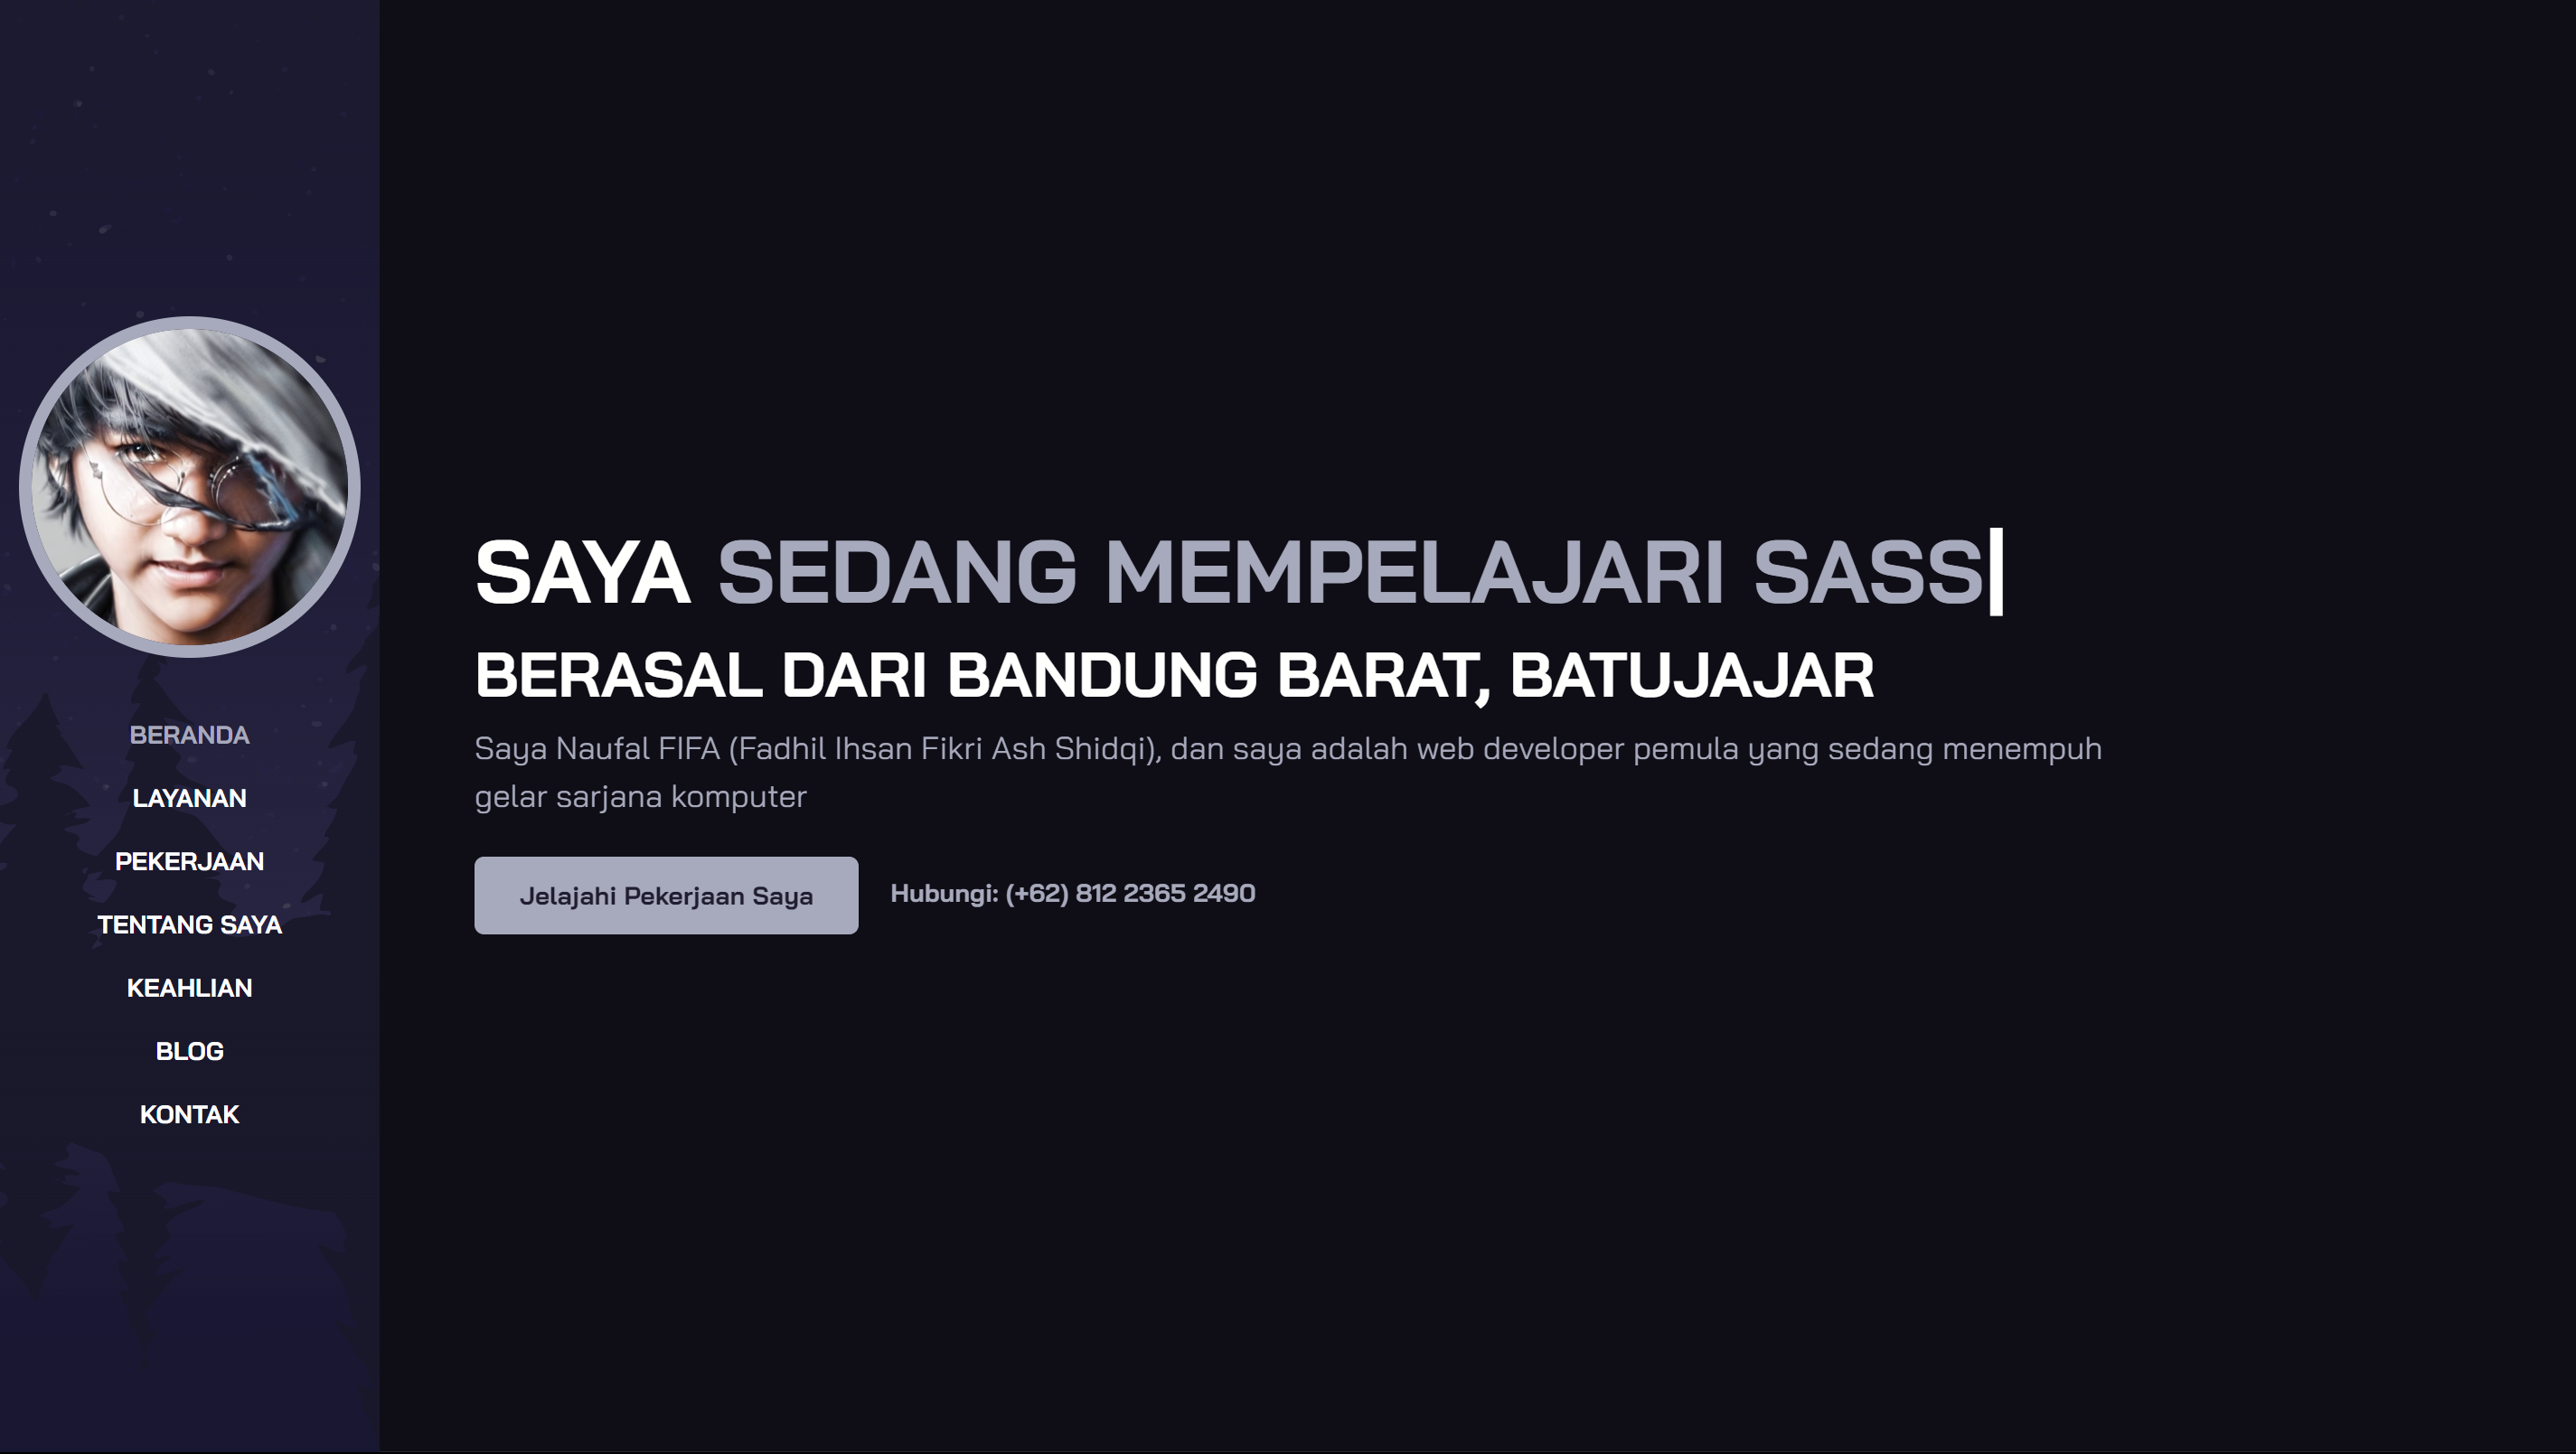 BERANDA
LAYANAN
PEKERJAAN
TENTANG SAYA
KEAHLIAN
BLOG
KONTAK
SAYA SEDANG MEMPELAJARI SASS|
BERASAL DARI BANDUNG BARAT, BATUJAJAR
Saya Naufal FIFA (Fadhil Ihsan Fikri Ash Shidqi), dan saya adalah web developer pemula yang sedang menempuh
gelar sarjana komputer
Jelajahi Pekerjaan Saya
Hubungi: (+62) 812 2365 2490